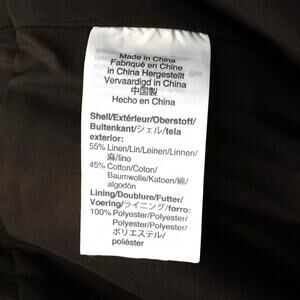 Made in China
Fabriqué en Chine
in China Hergestellt
Vervaardigd in China
中国製
Hecho en China
Shell/Extérieur/Oberstoff/
Buitenkant/シェル/tela
exterior:
55% Linen/Lin/Leinen/Linnen/
麻/lino
45% Cotton/Coton/
Baumwolle/Katoen/綿/
algodón
Lining/Doublure/Futter/
Voering/ライニング/forro:
100% Polyester/Polyester/
Polyester/Polyester/
ポリエステル/
poliéster